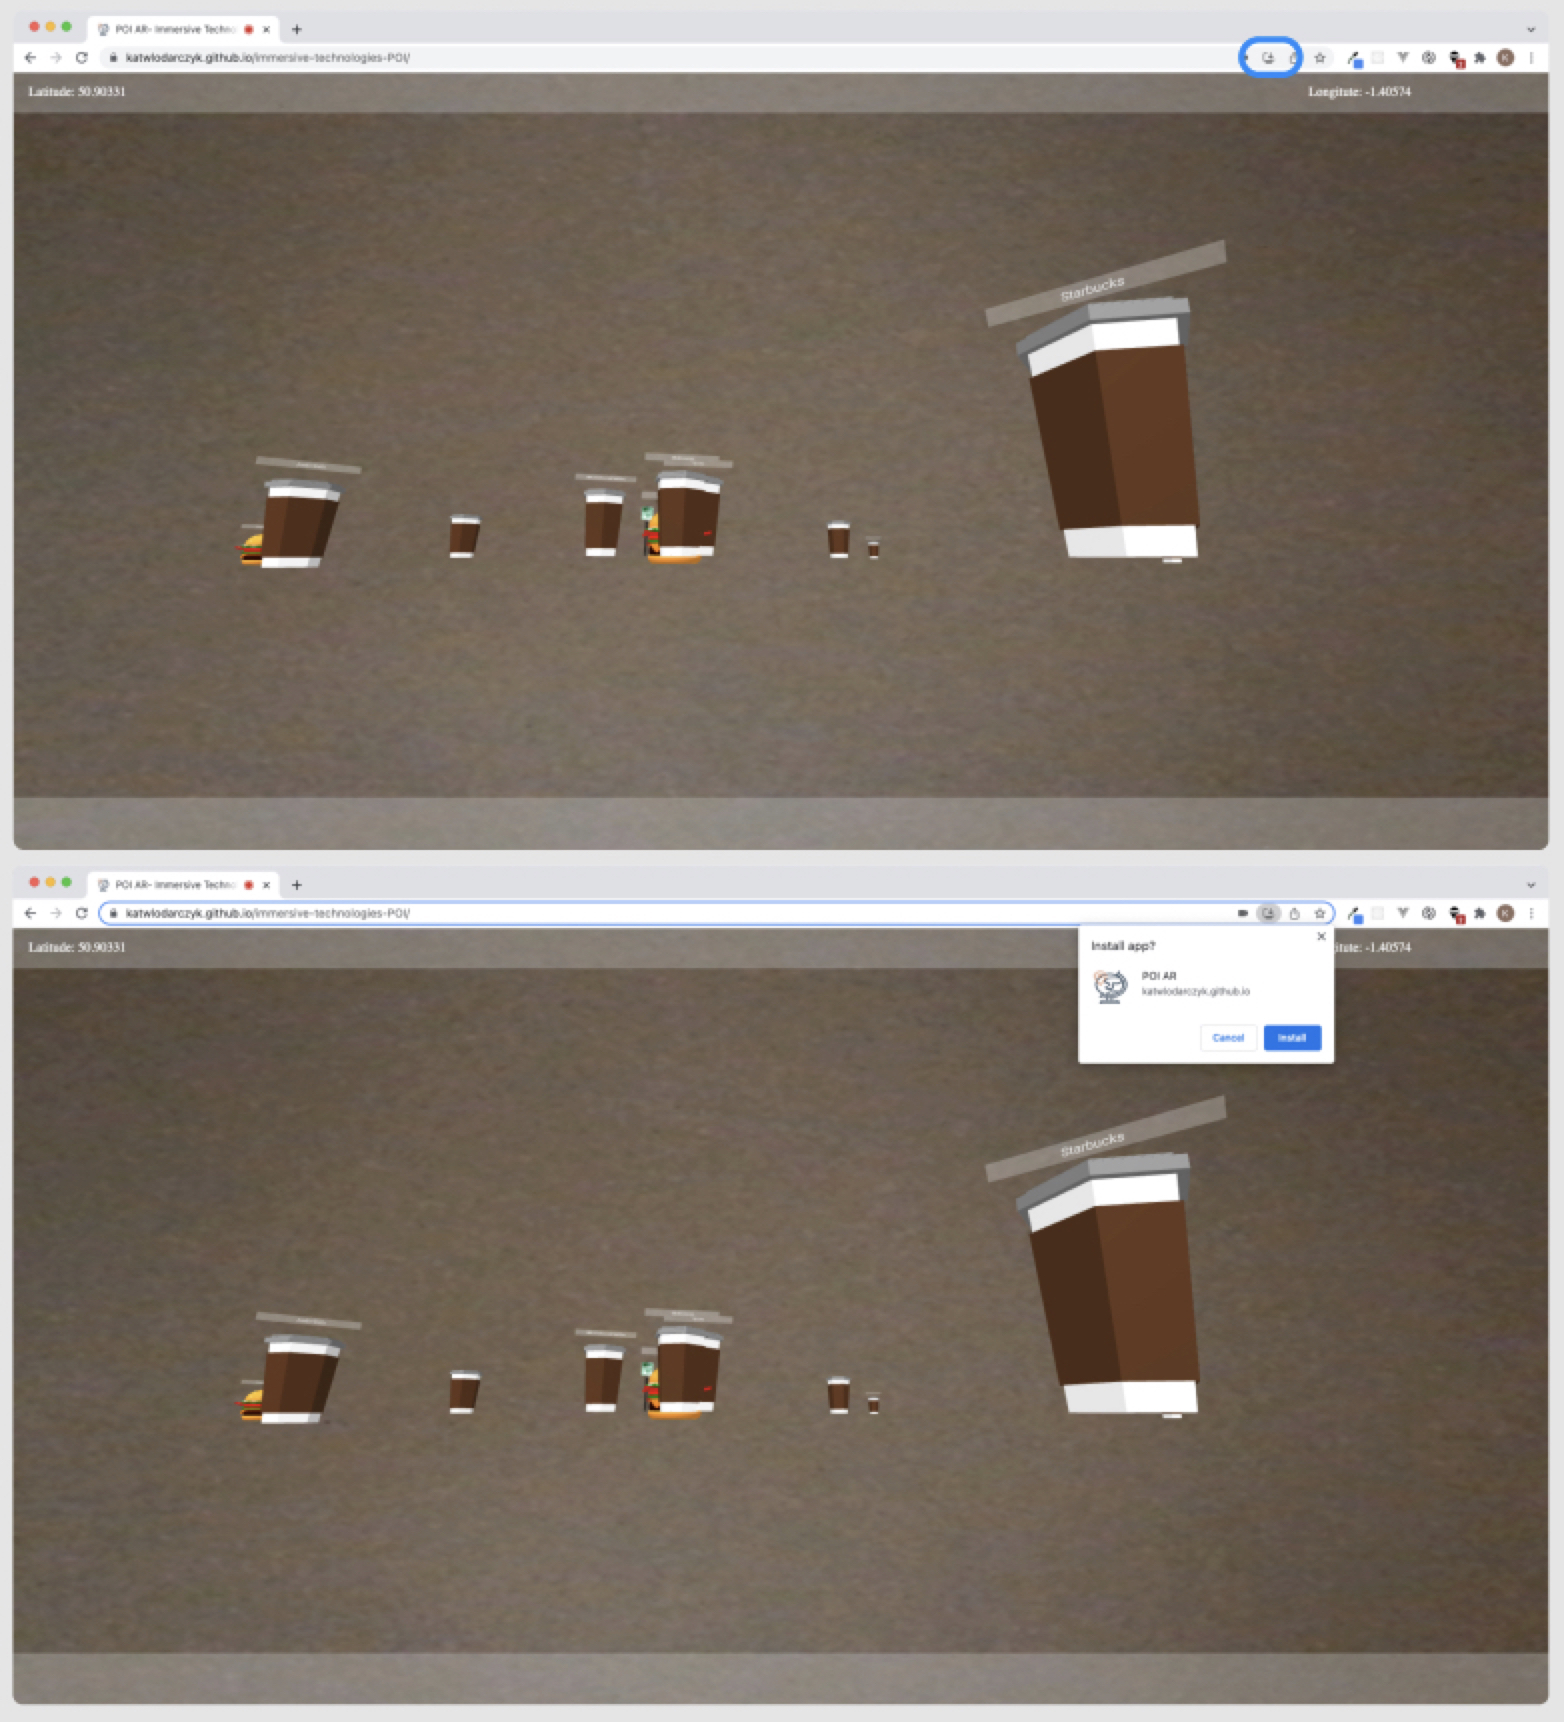 POI AR- Immersive Techno
katwlodarczyk.github.io/immersive-technologies-POI/
K
Latitude: 50.90331
Longitute: -1.40574
Starbucks
POI AR- Immersive Techno
katwlodarczyk.github.io/immersive-technologies-POI/
K
Latitude: 50.90331
itute: -1.40574
Install app?
POI AR
katwlodarczyk.github.io
Cancel
Install
Starbucks